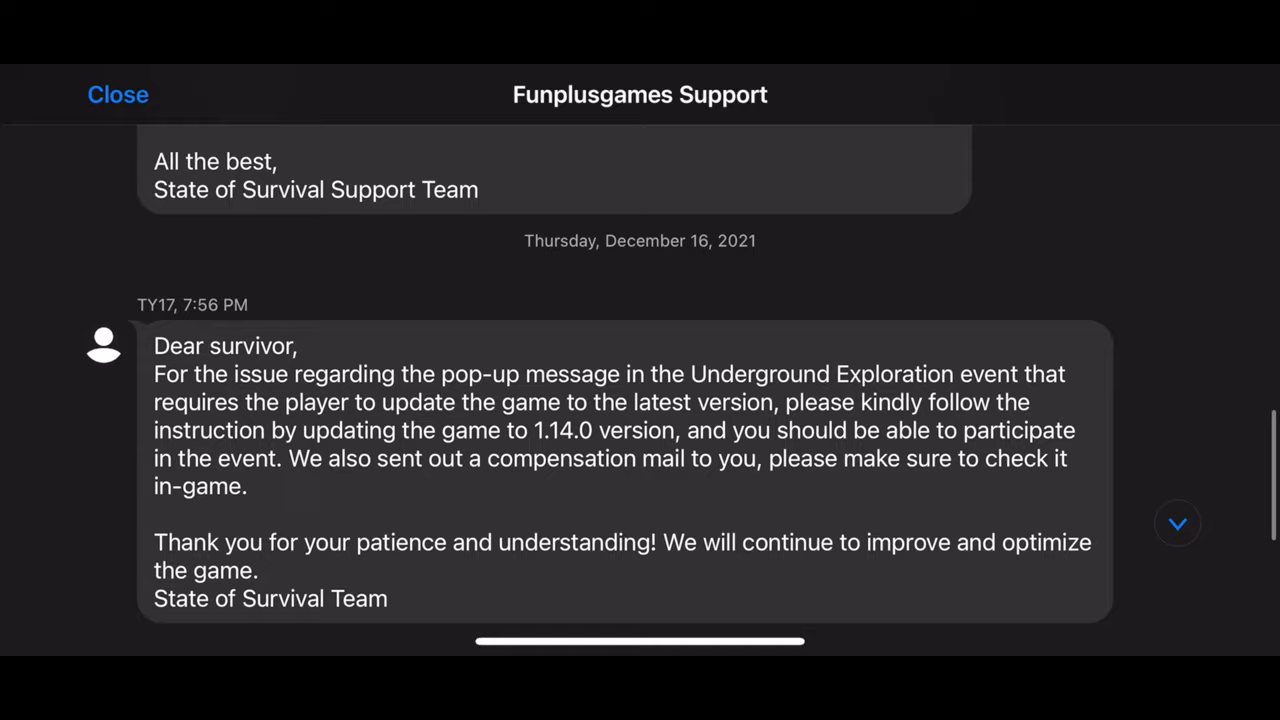 Close
Funplusgames Support
All the best,
State of Survival Support Team
Thursday, December 16, 2021
TY17, 7:56 PM
Dear survivor,
For the issue regarding the pop-up message in the Underground Exploration event that
requires the player to update the game to the latest version, please kindly follow the
instruction by updating the game to 1.14.0 version, and you should be able to participate
in the event. We also sent out a compensation mail to you, please make sure to check it
in-game.
Thank you for your patience and understanding! We will continue to improve and optimize
the game.
State of Survival Team